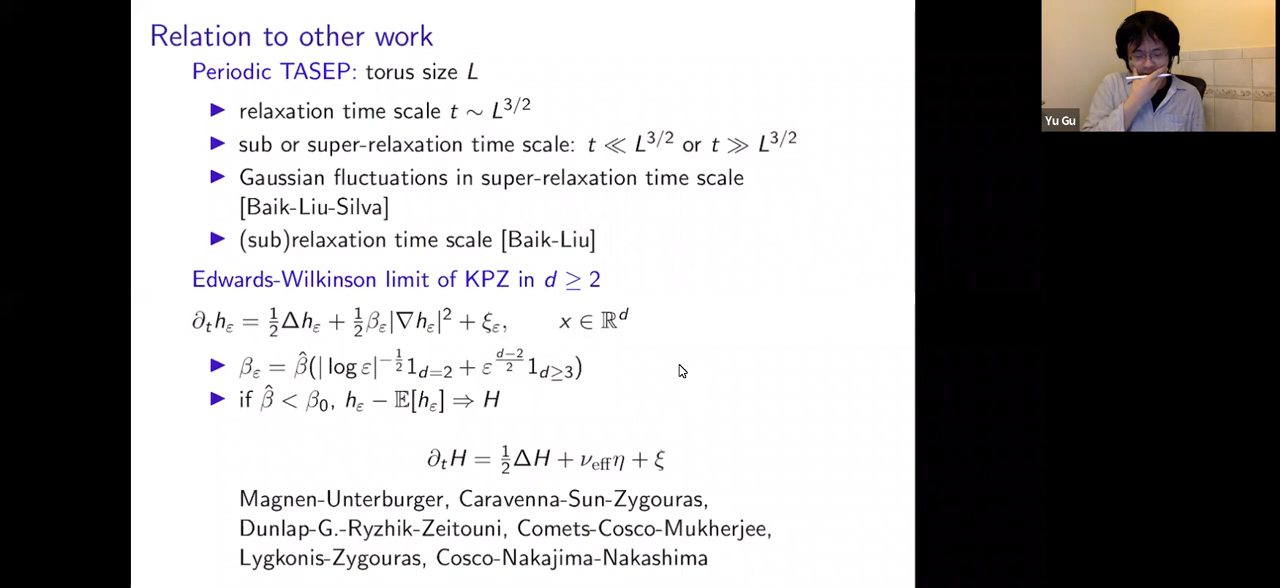 Relation to other work
Periodic TASEP: torus size L
▶ relaxation time scale t ∼ L^{3/2}
▶ sub or super-relaxation time scale: t ≪ L^{3/2} or t ≫ L^{3/2}
▶ Gaussian fluctuations in super-relaxation time scale
[Baik-Liu-Silva]
▶ (sub)relaxation time scale [Baik-Liu]
Edwards-Wilkinson limit of KPZ in d ≥ 2
∂_t h_ε = ½Δh_ε + ½β_ε|∇h_ε|² + ξ_ε, x ∈ ℝ^d
▶ β_ε = β̂(|log ε|^{-1/2} 1_{d=2} + ε^{(d-2)/2} 1_{d≥3})
▶ if β̂ < β₀, h_ε − 𝔼[h_ε] ⇒ H
∂_t H = ½ΔH + ν_eff η + ξ
Magnen-Unterburger, Caravenna-Sun-Zygouras,
Dunlap-G.-Ryzhik-Zeitouni, Comets-Cosco-Mukherjee,
Lygkonis-Zygouras, Cosco-Nakajima-Nakashima
Yu Gu